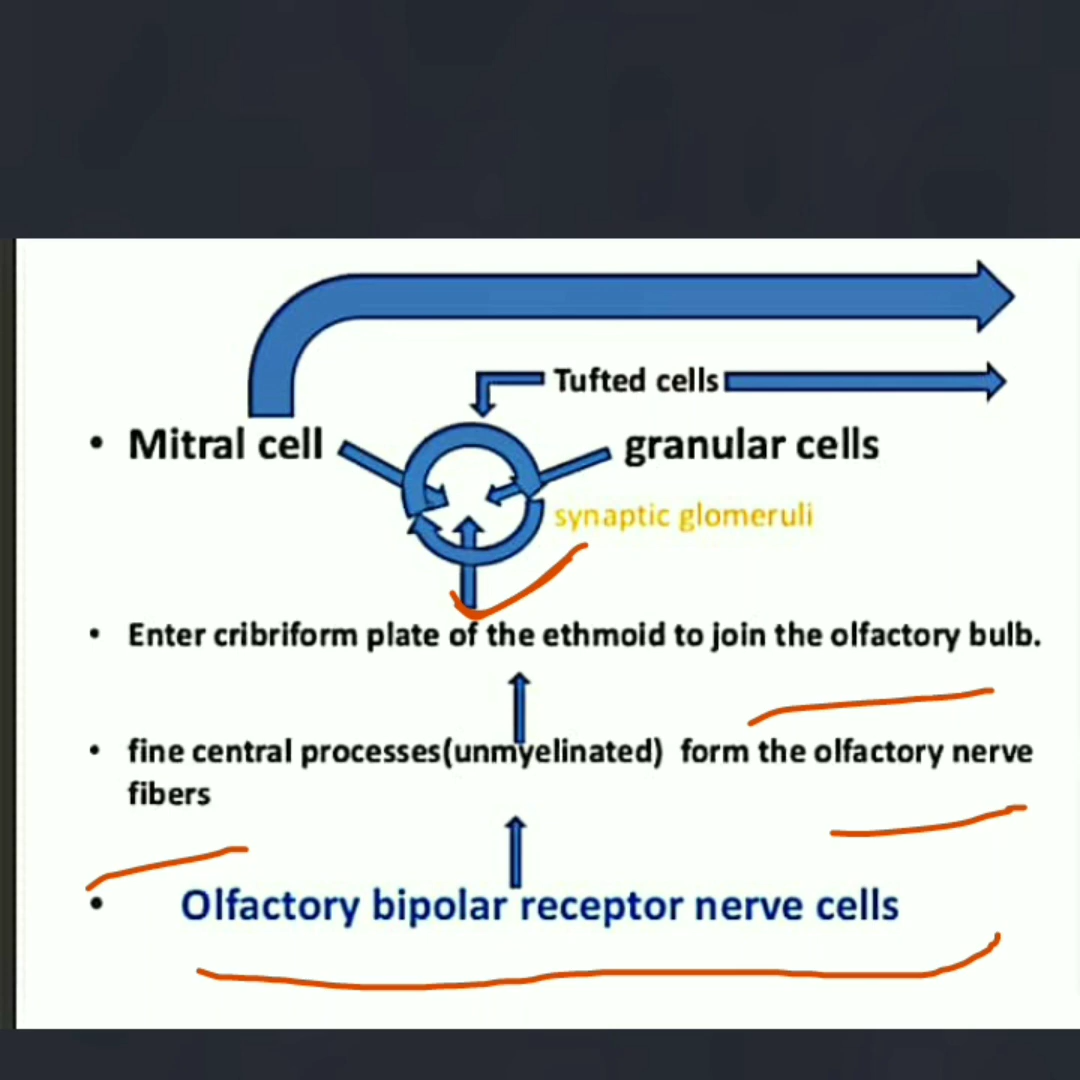 Tufted cells
• Mitral cell
granular cells
synaptic glomeruli
• Enter cribriform plate of the ethmoid to join the olfactory bulb.
• fine central processes(unmyelinated) form the olfactory nerve
fibers
• Olfactory bipolar receptor nerve cells